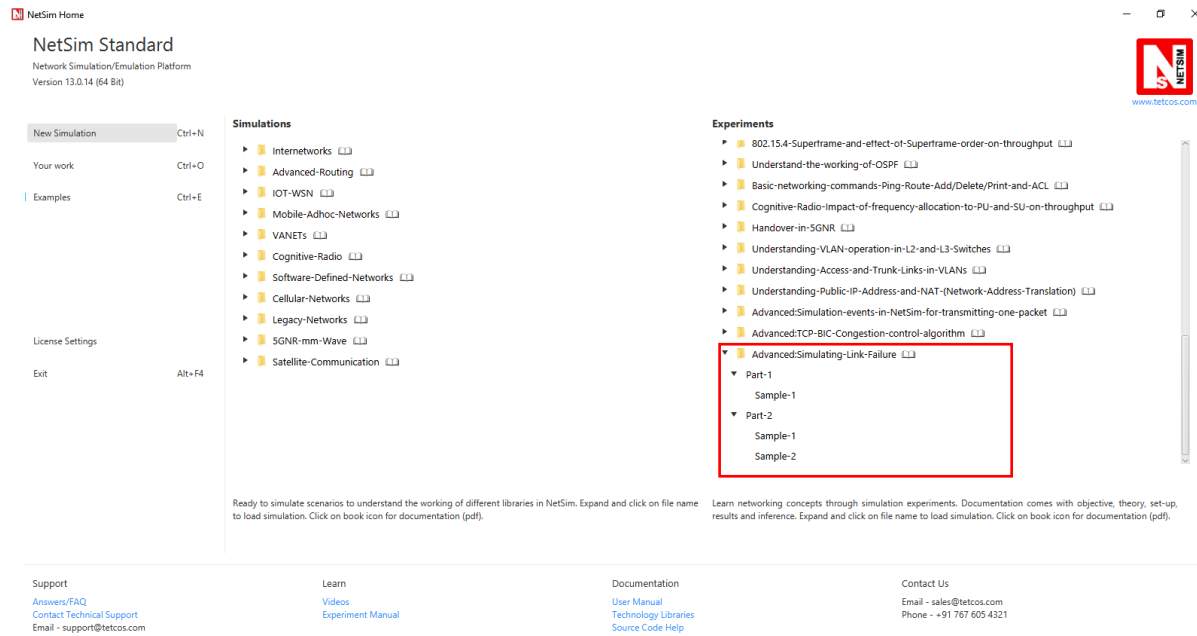 NetSim Home
NetSim Standard
Network Simulation/Emulation Platform
Version 13.0.14 (64 Bit)
NETSIM
www.tetcos.com
New Simulation Ctrl+N
Your work Ctrl+O
Examples Ctrl+E
License Settings
Exit Alt+F4
Simulations
Internetworks
Advanced-Routing
IOT-WSN
Mobile-Adhoc-Networks
VANETs
Cognitive-Radio
Software-Defined-Networks
Cellular-Networks
Legacy-Networks
5GNR-mm-Wave
Satellite-Communication
Ready to simulate scenarios to understand the working of different libraries in NetSim. Expand and click on file name
to load simulation. Click on book icon for documentation (pdf).
Experiments
802.15.4-Superframe-and-effect-of-Superframe-order-on-throughput
Understand-the-working-of-OSPF
Basic-networking-commands-Ping-Route-Add/Delete/Print-and-ACL
Cognitive-Radio-Impact-of-frequency-allocation-to-PU-and-SU-on-throughput
Handover-in-5GNR
Understanding-VLAN-operation-in-L2-and-L3-Switches
Understanding-Access-and-Trunk-Links-in-VLANs
Understanding-Public-IP-Address-and-NAT-(Network-Address-Translation)
Advanced:Simulation-events-in-NetSim-for-transmitting-one-packet
Advanced:TCP-BIC-Congestion-control-algorithm
Advanced:Simulating-Link-Failure
Part-1
Sample-1
Part-2
Sample-1
Sample-2
Learn networking concepts through simulation experiments. Documentation comes with objective, theory, set-up,
results and inference. Expand and click on file name to load simulation. Click on book icon for documentation (pdf).
Support
Answers/FAQ
Contact Technical Support
Email - support@tetcos.com
Learn
Videos
Experiment Manual
Documentation
User Manual
Technology Libraries
Source Code Help
Contact Us
Email - sales@tetcos.com
Phone - +91 767 605 4321